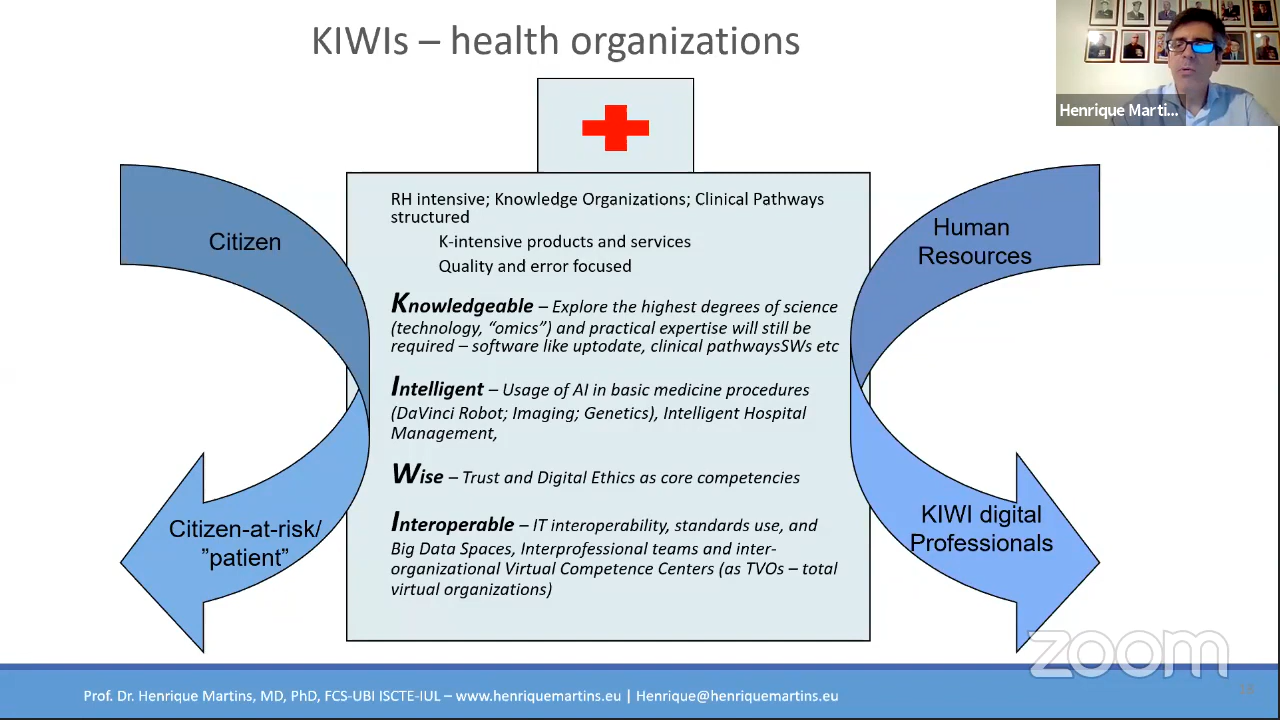 KIWIs – health organizations
Henrique Marti...
RH intensive; Knowledge Organizations; Clinical Pathways
structured
K-intensive products and services
Quality and error focused
Knowledgeable – Explore the highest degrees of science
(technology, “omics”) and practical expertise will still be
required – software like uptodate, clinical pathwaysSWs etc
Intelligent – Usage of AI in basic medicine procedures
(DaVinci Robot; Imaging; Genetics), Intelligent Hospital
Management,
Wise – Trust and Digital Ethics as core competencies
Interoperable – IT interoperability, standards use, and
Big Data Spaces, Interprofessional teams and inter-
organizational Virtual Competence Centers (as TVOs – total
virtual organizations)
Citizen
Citizen-at-risk/
”patient”
Human
Resources
KIWI digital
Professionals
zoom
Prof. Dr. Henrique Martins, MD, PhD, FCS-UBI ISCTE-IUL – www.henriquemartins.eu | Henrique@henriquemartins.eu